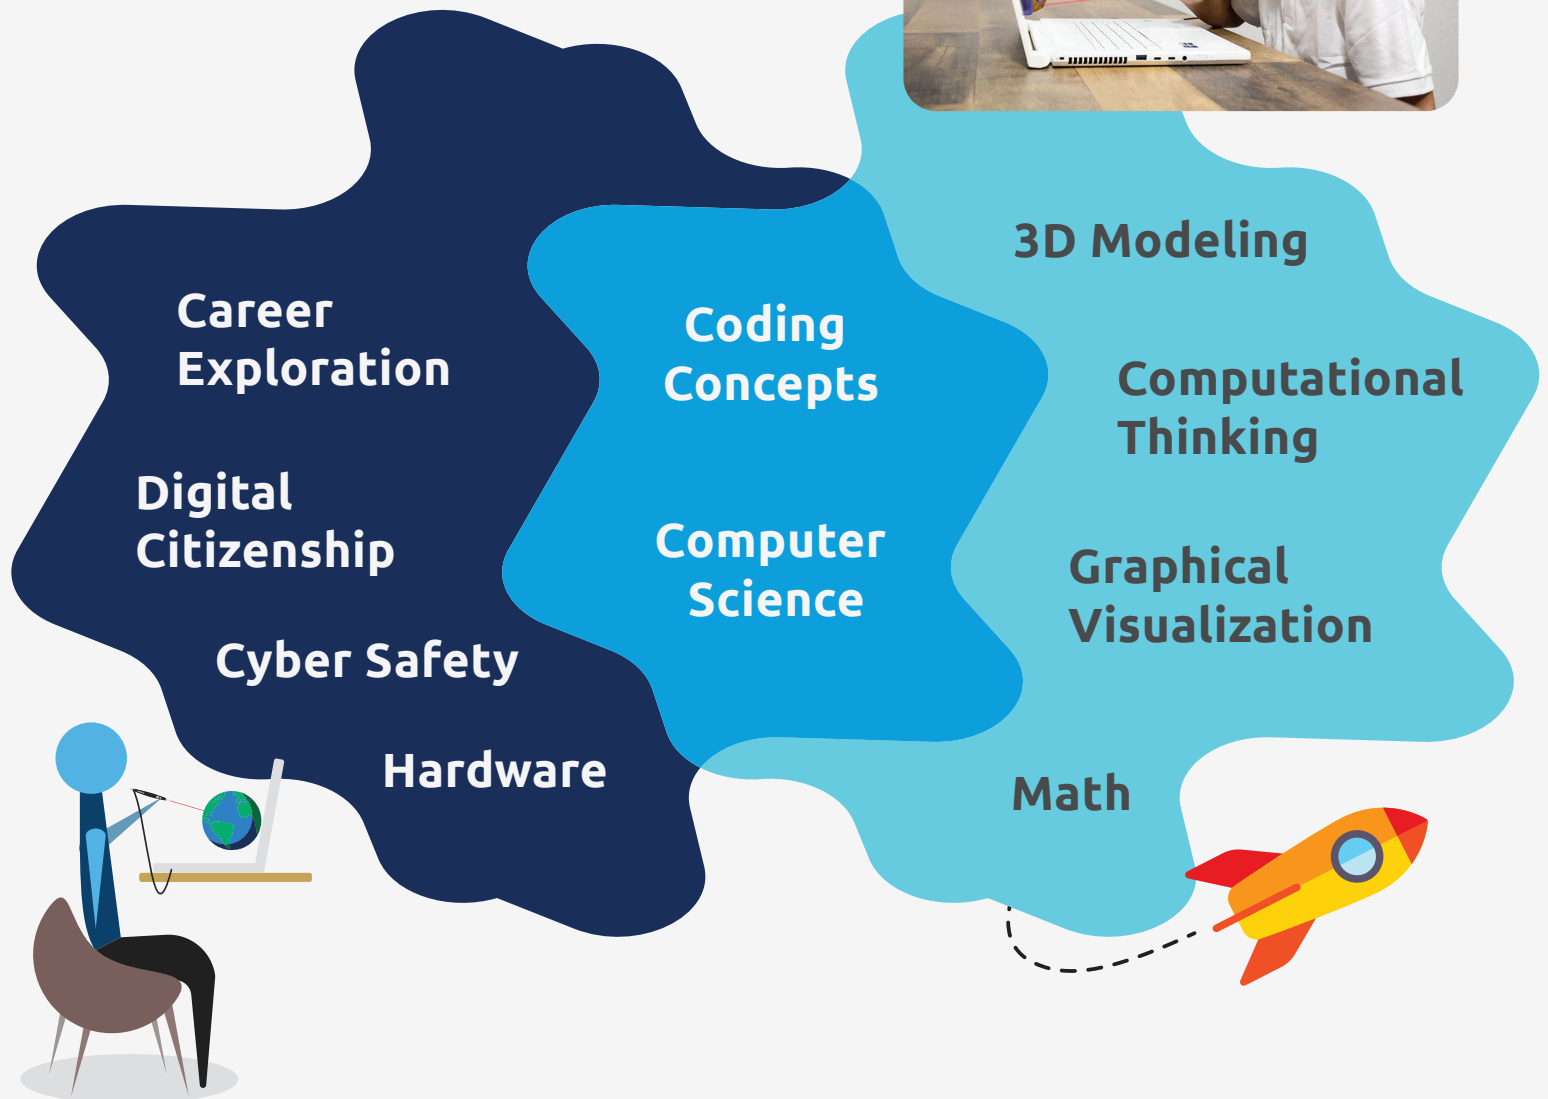 Career
Exploration
Digital
Citizenship
Cyber Safety
Hardware
Coding
Concepts
Computer
Science
3D Modeling
Computational
Thinking
Graphical
Visualization
Math